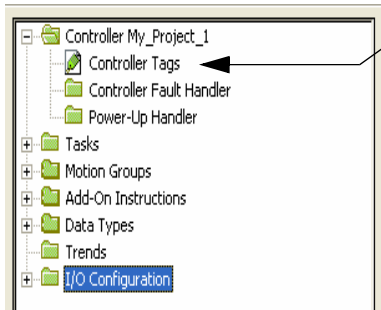 Controller My_Project_1
Controller Tags
Controller Fault Handler
Power-Up Handler
Tasks
Motion Groups
Add-On Instructions
Data Types
Trends
I/O Configuration